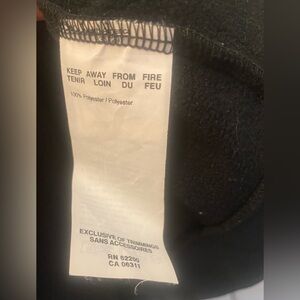 KEEP AWAY FROM FIRE
TENIR LOIN DU FEU
100% Polyester / Polyester
EXCLUSIVE OF TRIMMINGS
SANS ACCESSOIRES
RN 62206
CA 06311